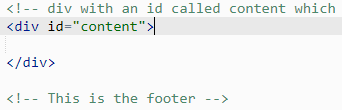 <!-- div with an id called content which
<div id="content">
</div>
<!-- This is the footer -->